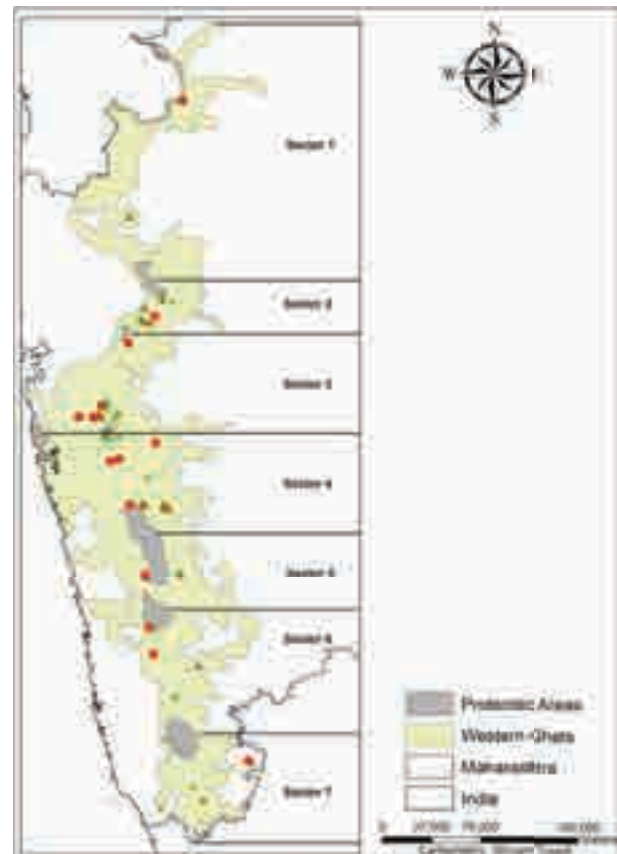 N
W E
S
Sector 1
Sector 2
Sector 3
Sector 4
Sector 5
Sector 6
Sector 7
Protected Areas
Western Ghats
Maharashtra
India
0